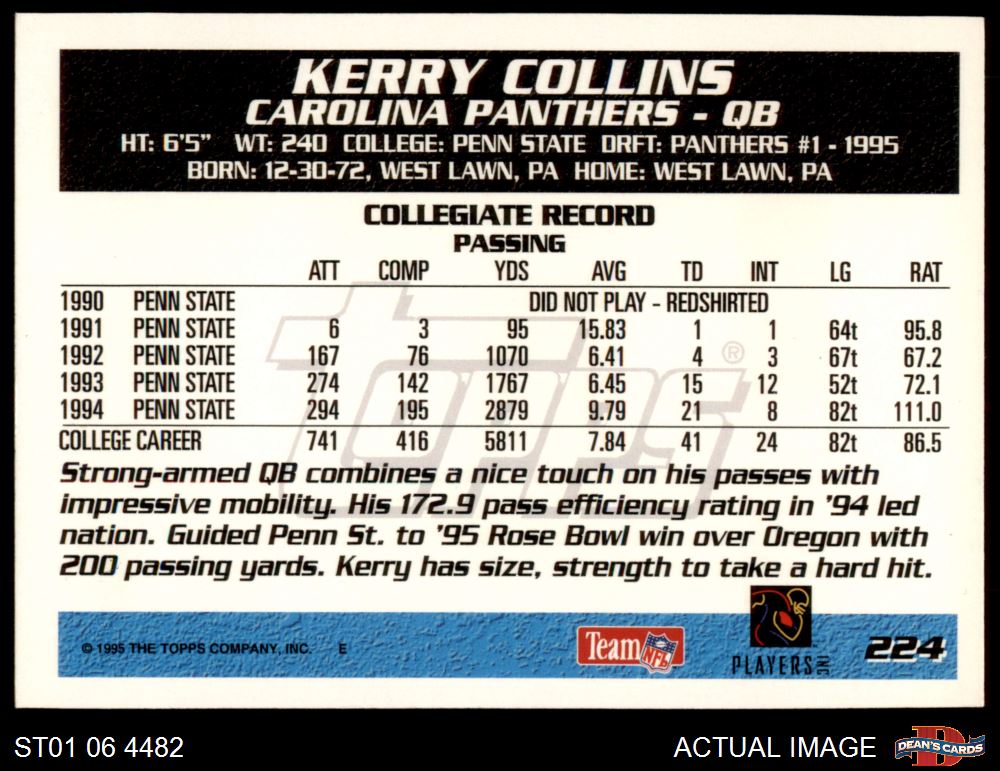 KERRY COLLINS
CAROLINA PANTHERS - QB
HT: 6'5" WT: 240 COLLEGE: PENN STATE DRFT: PANTHERS #1 - 1995
BORN: 12-30-72, WEST LAWN, PA HOME: WEST LAWN, PA
COLLEGIATE RECORD
PASSING
ATT COMP YDS AVG TD INT LG RAT
1990 PENN STATE DID NOT PLAY - REDSHIRTED
1991 PENN STATE 6 3 95 15.83 1 1 64t 95.8
1992 PENN STATE 167 76 1070 6.41 4 3 67t 67.2
1993 PENN STATE 274 142 1767 6.45 15 12 52t 72.1
1994 PENN STATE 294 195 2879 9.79 21 8 82t 111.0
COLLEGE CAREER 741 416 5811 7.84 41 24 82t 86.5
topps ®
Strong-armed QB combines a nice touch on his passes with
impressive mobility. His 172.9 pass efficiency rating in '94 led
nation. Guided Penn St. to '95 Rose Bowl win over Oregon with
200 passing yards. Kerry has size, strength to take a hard hit.
© 1995 THE TOPPS COMPANY, INC. E
Team NFL
PLAYERS INC
224
ST01 06 4482
ACTUAL IMAGE
D
DEAN'S CARDS